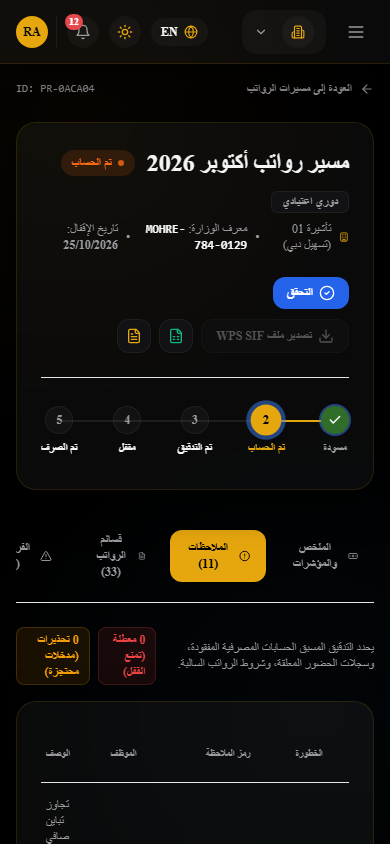 RA
12
EN
العودة إلى مسيرات الرواتب
ID: PR-0ACA04
مسير رواتب أكتوبر 2026
تم الحساب
دوري اعتيادي
تأشيرة 01 (تسهيل دبي)
•
معرف الوزارة: MOHRE-784-0129
•
تاريخ الإقفال: 25/10/2026
التحقق
تصدير ملف WPS SIF
مسودة
2
تم الحساب
3
تم التدقيق
4
مقفل
5
تم الصرف
الملخص والمؤشرات
الملاحظات (11)
قسائم الرواتب (33)
الفر
(
يحدد التدقيق المسبق الحسابات المصرفية المفقودة،
وسجلات الحضور المعلقة، وشروط الرواتب السالبة.
0 معطلة (تمنع القفل)
0 تحذيرات (مدخلات محتجزة)
الخطورة
رمز الملاحظة
الموظف
الوصف
تجاوز
تباين
صافي